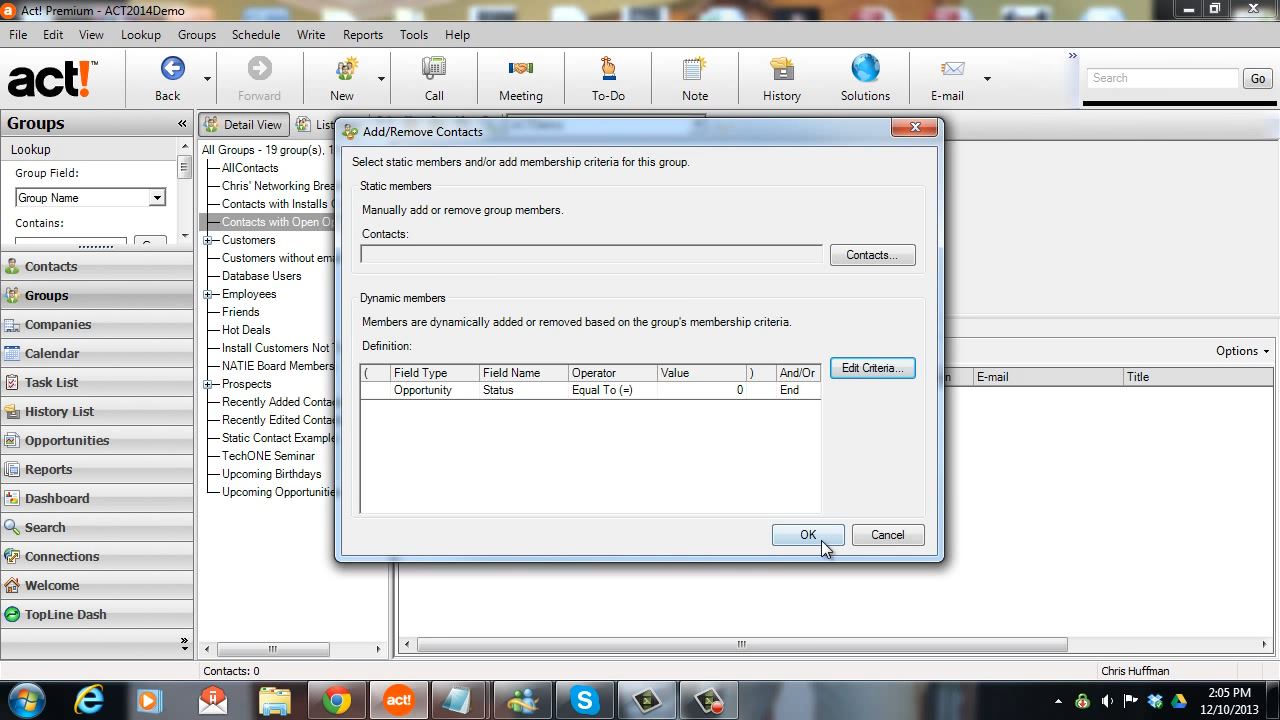 Act! Premium - ACT2014Demo
File Edit View Lookup Groups Schedule Write Reports Tools Help
act!
Back
Forward
New
Call
Meeting
To-Do
Note
History
Solutions
E-mail
»
Search
Go
Groups
«
Detail View
Lis
Lookup
Group Field:
Group Name
Contains:
Contacts
Groups
Companies
Calendar
Task List
History List
Opportunities
Reports
Dashboard
Search
Connections
Welcome
TopLine Dash
»
All Groups - 19 group(s), 1
AllContacts
Chris' Networking Brea
Contacts with Installs
Contacts with Open Op
Customers
Customers without ema
Database Users
Employees
Friends
Hot Deals
Install Customers Not
NATIE Board Members
Prospects
Recently Added Conta
Recently Edited Conta
Static Contact Example
TechONE Seminar
Upcoming Birthdays
Upcoming Opportunitie
Add/Remove Contacts
Select static members and/or add membership criteria for this group.
Static members
Manually add or remove group members.
Contacts:
Contacts...
Dynamic members
Members are dynamically added or removed based on the group's membership criteria.
Definition:
( Field Type Field Name Operator Value ) And/Or
Opportunity Status Equal To (=) 0 End
Edit Criteria...
OK
Cancel
Options
E-mail
Title
Contacts: 0
Chris Huffman
act!
2:05 PM
12/10/2013